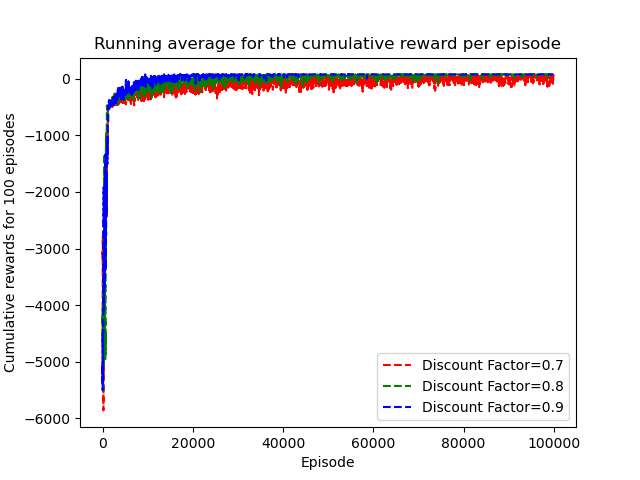 Running average for the cumulative reward per episode
Cumulative rewards for 100 episodes
0
−1000
−2000
−3000
−4000
−5000
−6000
Discount Factor=0.7
Discount Factor=0.8
Discount Factor=0.9
0 20000 40000 60000 80000 100000
Episode